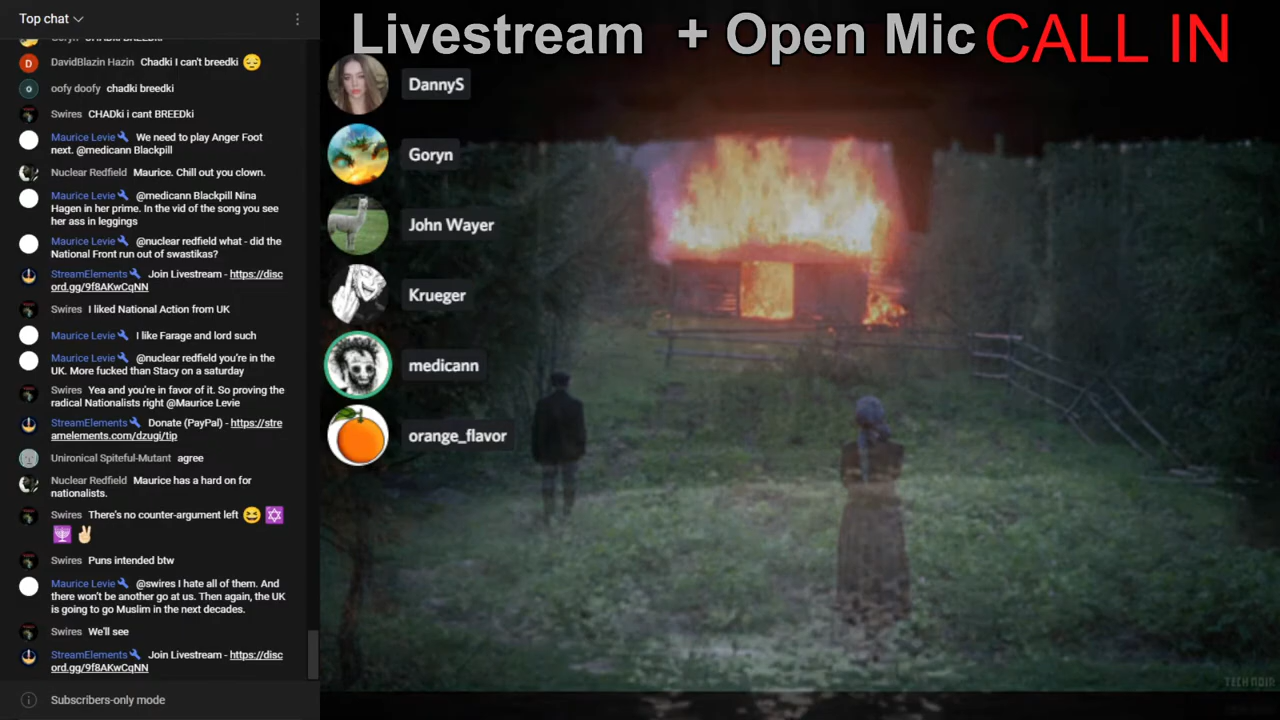 Top chat
Goryn CHADki BREEDki
DavidBlazin Hazin Chadki I can't breedki
oofy doofy chadki breedki
Swires CHADki i cant BREEDki
Maurice Levie We need to play Anger Foot
next. @medicann Blackpill
Nuclear Redfield Maurice. Chill out you clown.
Maurice Levie @medicann Blackpill Nina
Hagen in her prime. In the vid of the song you see
her ass in leggings
Maurice Levie @nuclear redfield what - did the
National Front run out of swastikas?
StreamElements Join Livestream - https://disc
ord.gg/9f8AKwCqNN
Swires I liked National Action from UK
Maurice Levie I like Farage and lord such
Maurice Levie @nuclear redfield you're in the
UK. More fucked than Stacy on a saturday
Swires Yea and you're in favor of it. So proving the
radical Nationalists right @Maurice Levie
StreamElements Donate (PayPal) - https://stre
amelements.com/dzugi/tip
Unironical Spiteful-Mutant agree
Nuclear Redfield Maurice has a hard on for
nationalists.
Swires There's no counter-argument left
Swires Puns intended btw
Maurice Levie @swires I hate all of them. And
there won't be another go at us. Then again, the UK
is going to go Muslim in the next decades.
Swires We'll see
StreamElements Join Livestream - https://disc
ord.gg/9f8AKwCqNN
Subscribers-only mode
Livestream + Open Mic CALL IN
DannyS
Goryn
John Wayer
Krueger
medicann
orange_flavor
TECH NOIR